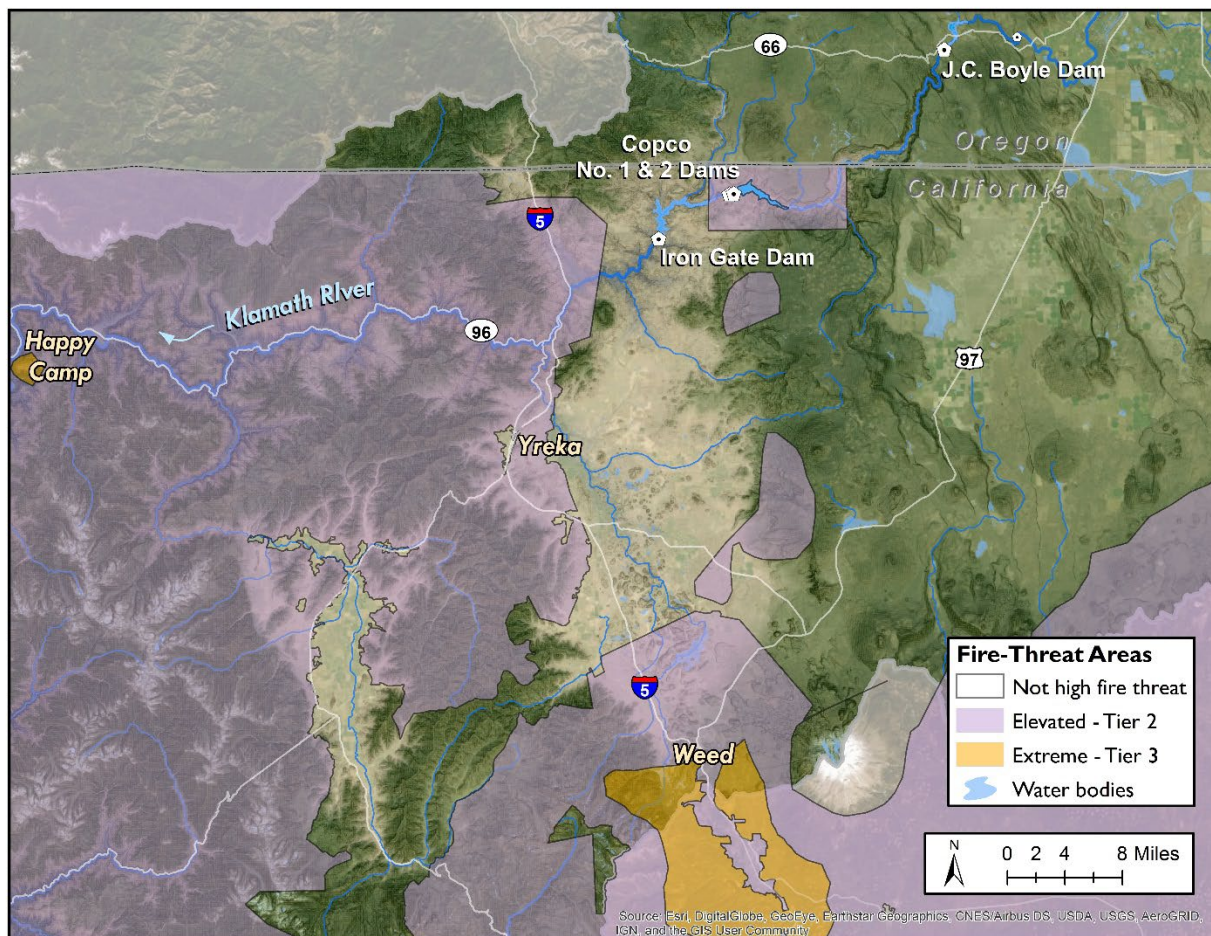 66
J.C. Boyle Dam
Oregon
Copco
No. 1 & 2 Dams
California
5
Iron Gate Dam
Klamath RIver
96
97
Happy
Camp
Yreka
5
Weed
Fire-Threat Areas
Not high fire threat
Elevated - Tier 2
Extreme - Tier 3
Water bodies
N
0 2 4 8 Miles
Source: Esri, DigitalGlobe, GeoEye, Earthstar Geographics, CNES/Airbus DS, USDA, USGS, AeroGRID,
IGN, and the GIS User Community